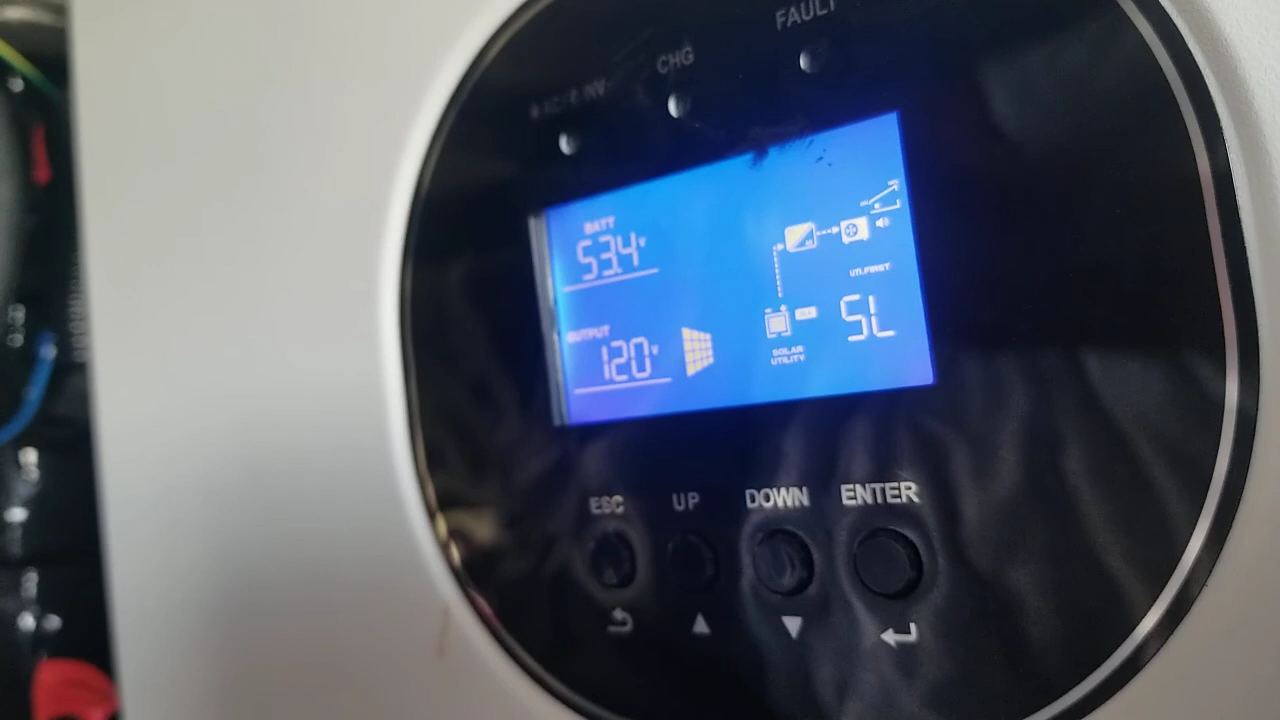 FAULT
CHG
BATT
53.4V
UTI.FIRST
OUTPUT
120V
SL
SOLAR
UTILITY
ESC UP DOWN ENTER